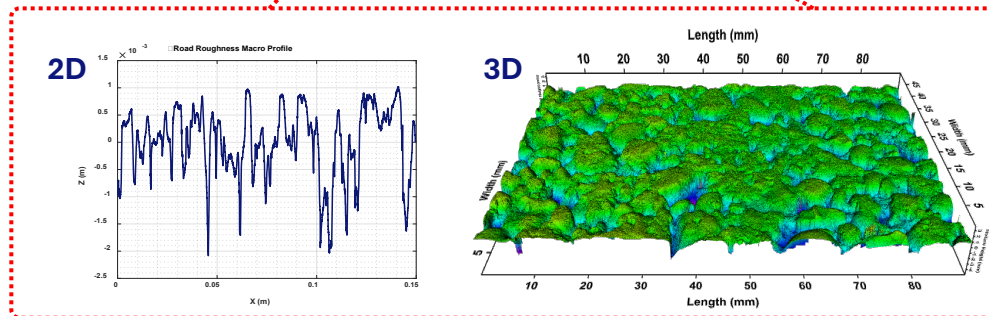 2D
× 10 -3
Road Roughness Macro Profile
1.5
1
0.5
0
-0.5
-1
-1.5
-2
-2.5
Z (m)
0 0.05 0.1 0.15
X (m)
3D
Length (mm)
10 20 30 40 50 60 70 80
45
40
35
30
25
20
15
10
5
Width (mm)
Width (mm)
5
10 20 30 40 50 60 70 80
Length (mm)